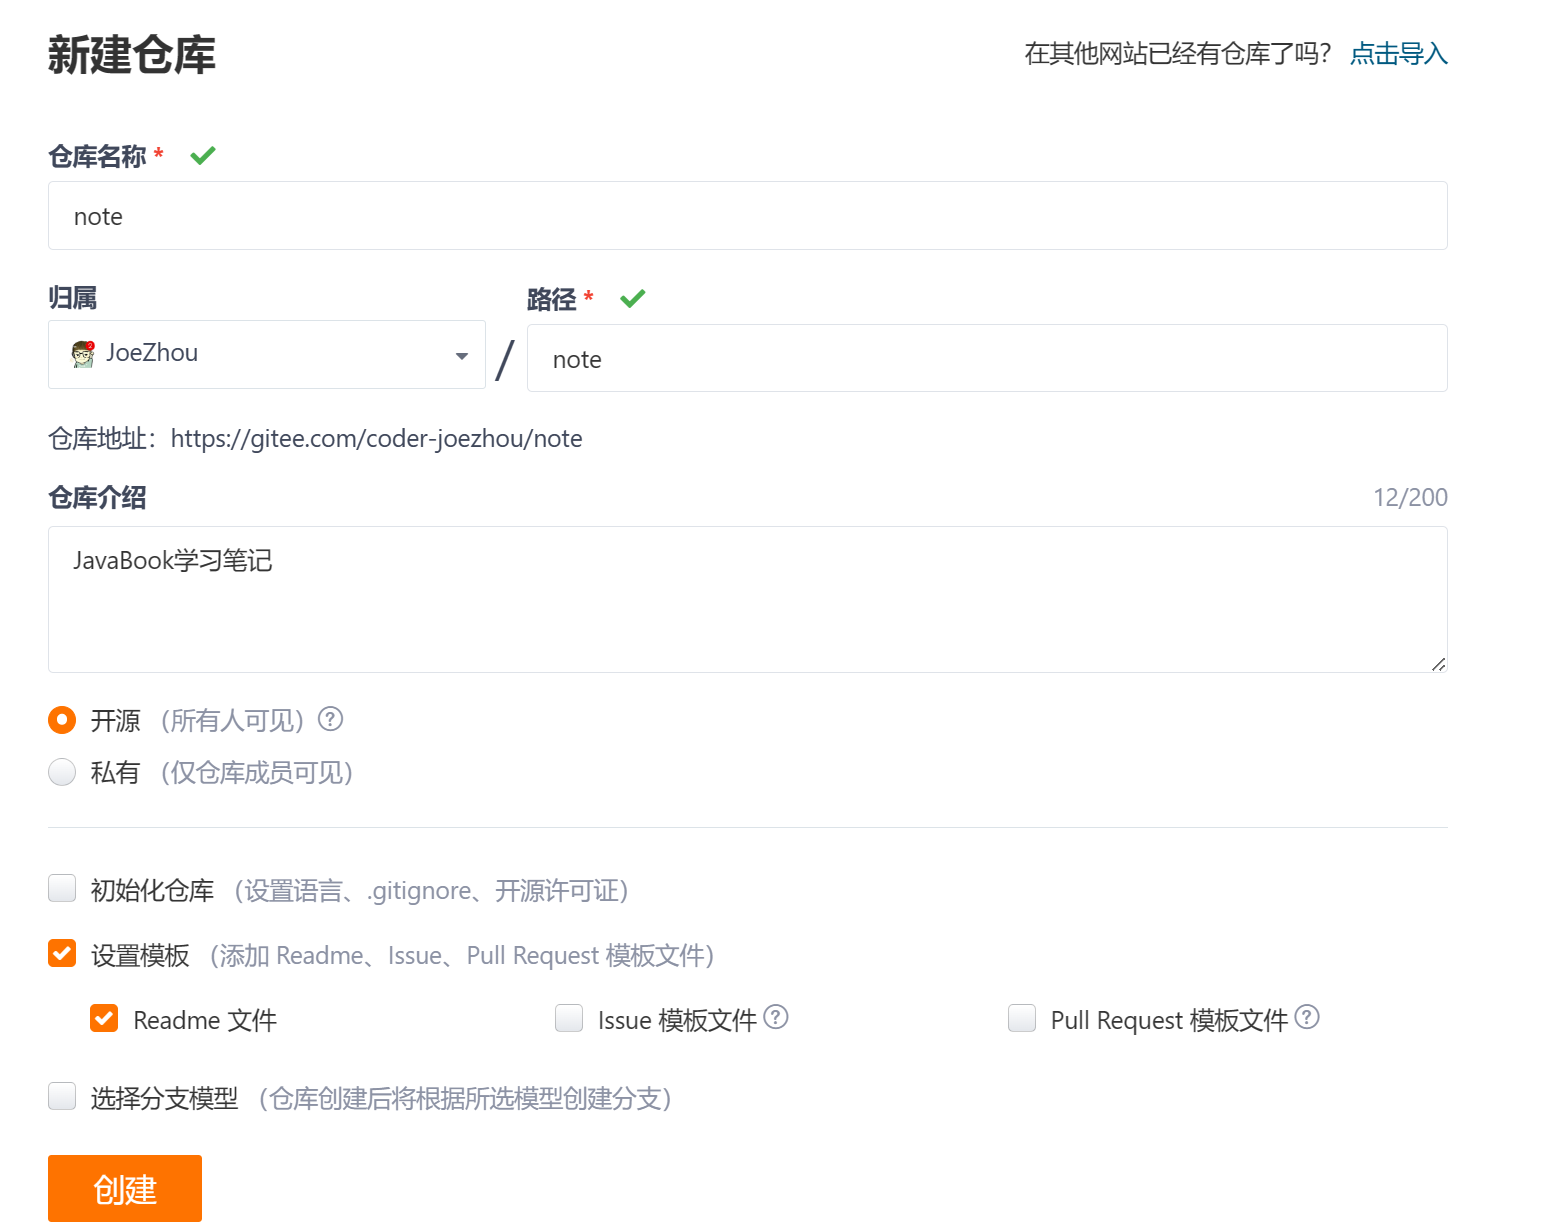 新建仓库
在其他网站已经有仓库了吗？ 点击导入
仓库名称 *
note
归属
路径 *
JoeZhou
/
note
仓库地址：https://gitee.com/coder-joezhou/note
仓库介绍
12/200
JavaBook学习笔记
开源 （所有人可见） ?
私有 （仅仓库成员可见）
初始化仓库 （设置语言、.gitignore、开源许可证）
设置模板 （添加 Readme、Issue、Pull Request 模板文件）
Readme 文件
Issue 模板文件 ?
Pull Request 模板文件 ?
选择分支模型 （仓库创建后将根据所选模型创建分支）
创建